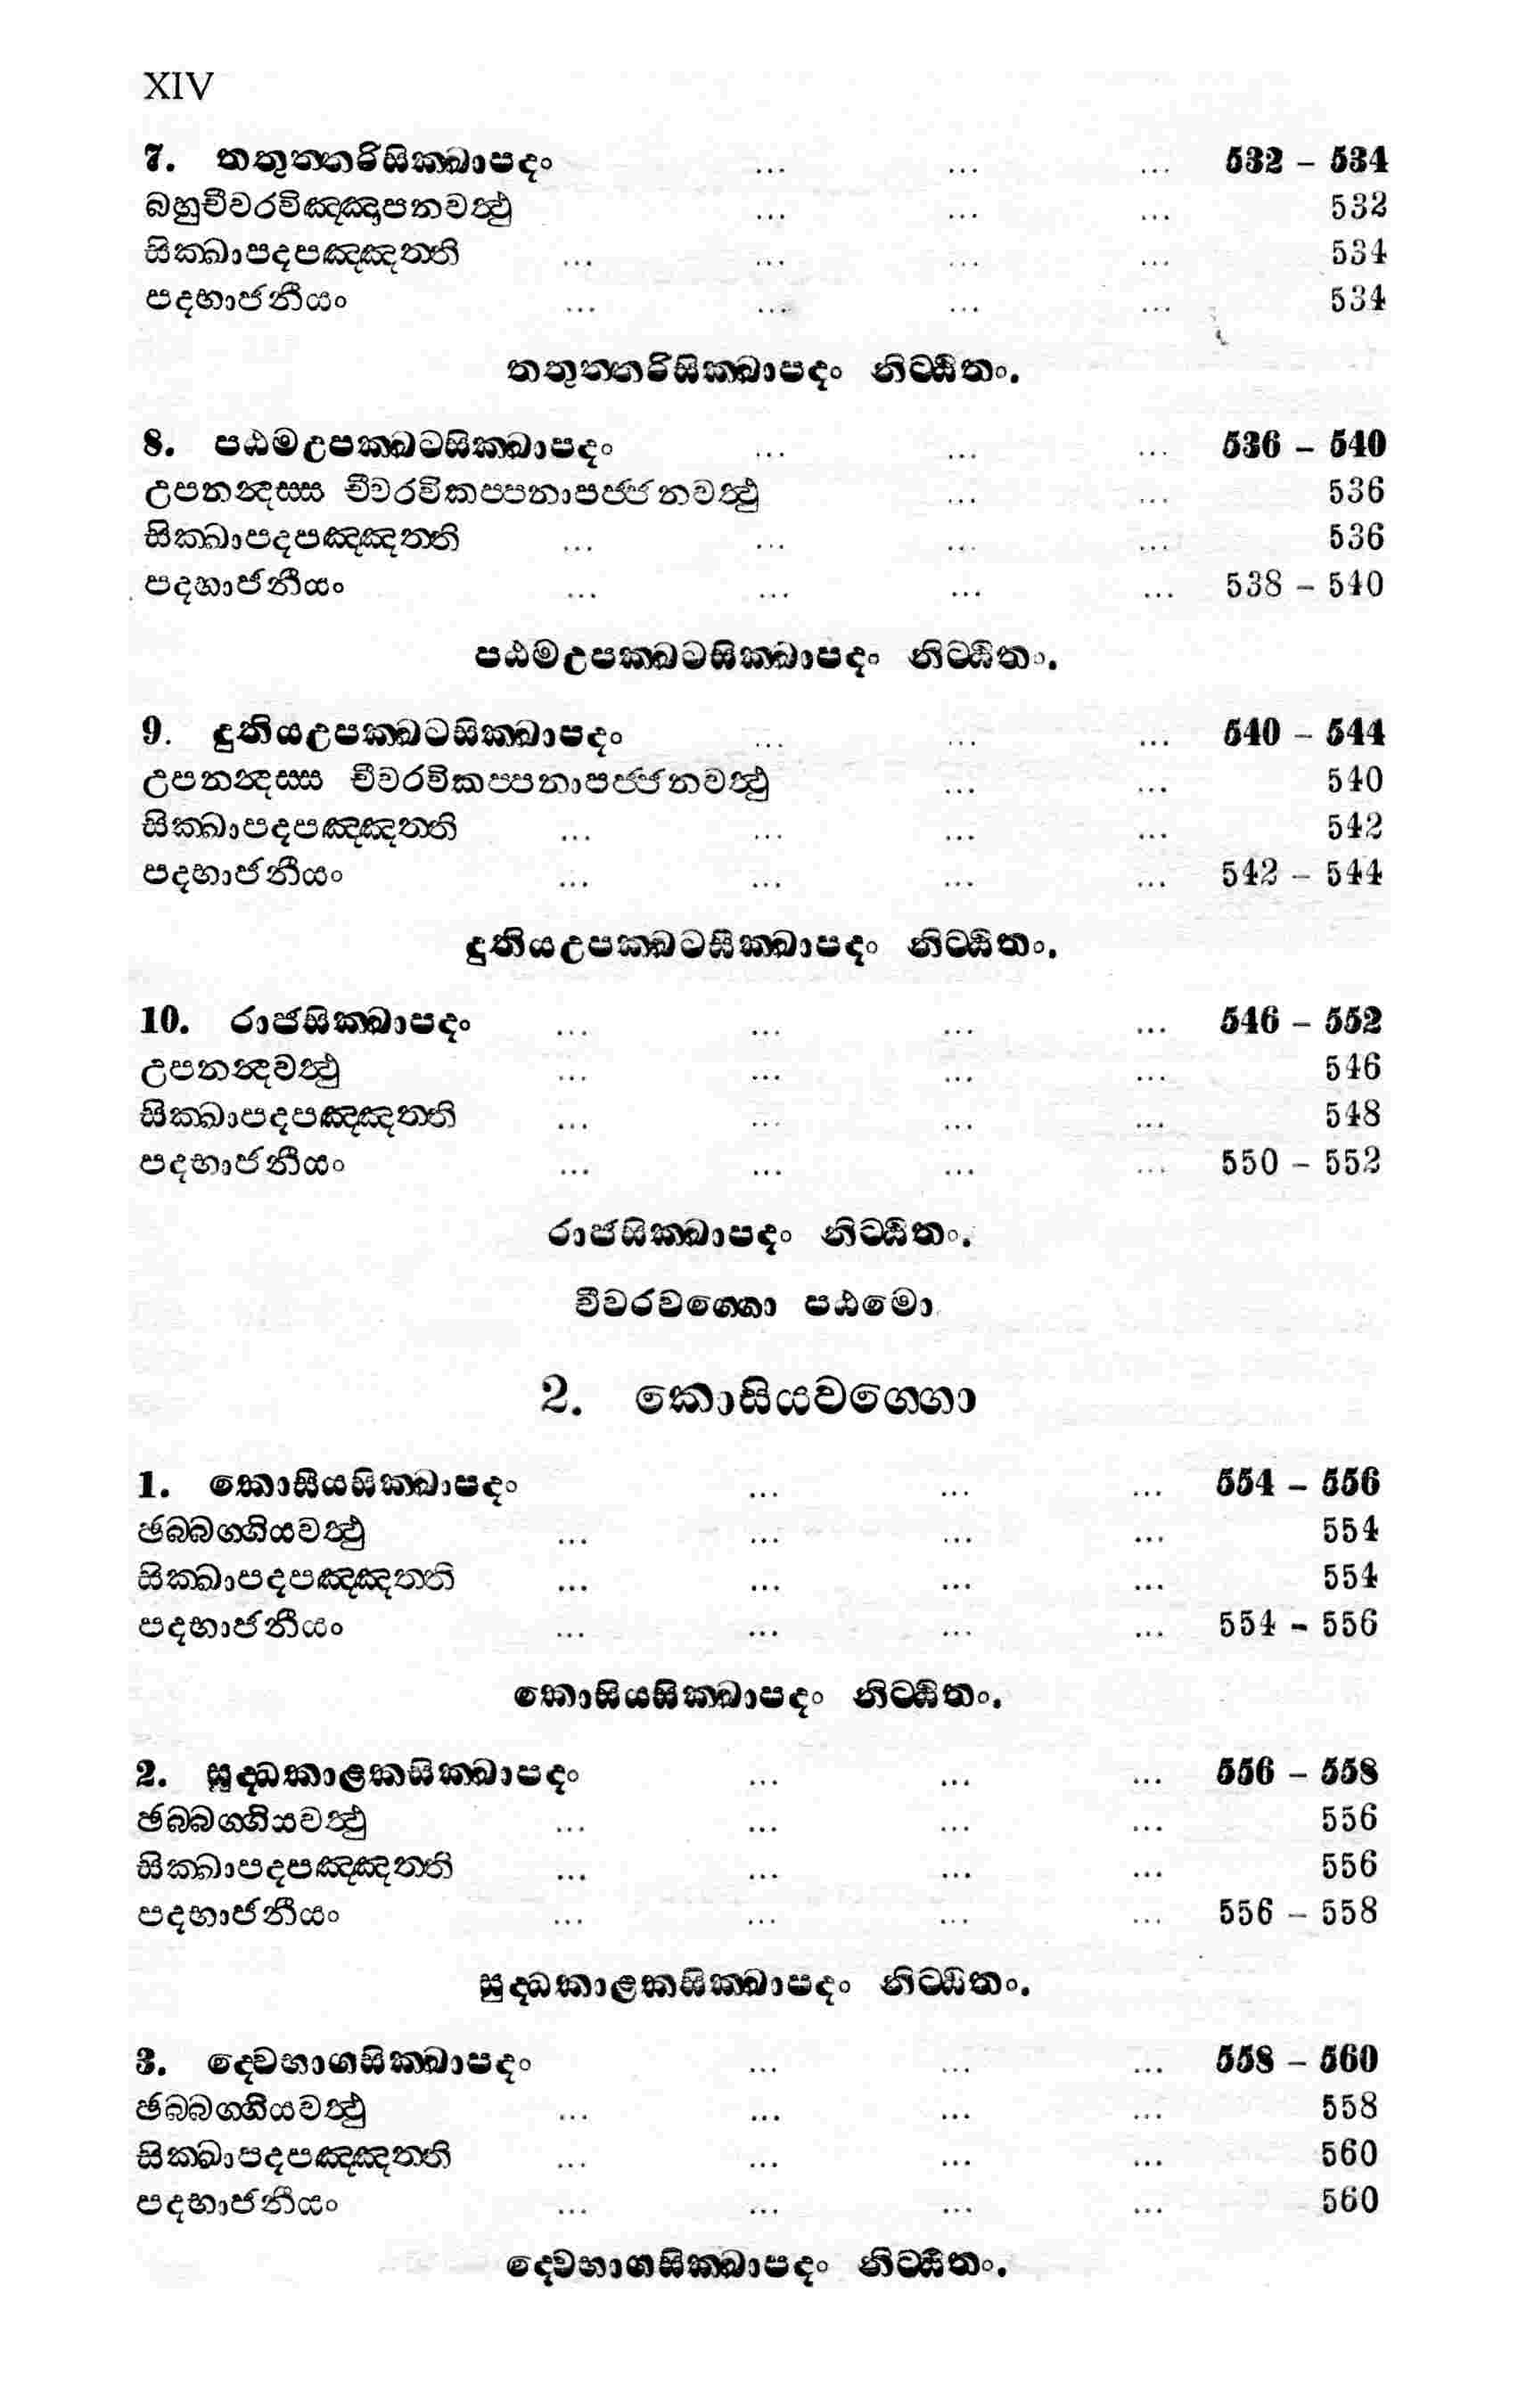 XIV
7. තතුත්තරිසික්ඛාපදං ... ... ... 532 – 534
බහුචීවරවිඤ්ඤාපනවත්ථු ... ... ... 532
සික්ඛාපදපඤ්ඤත්ති ... ... ... ... 534
පදභාජනීයං ... ... ... ... 534
තතුත්තරිසික්ඛාපදං නිට්ඨිතං.
8. පඨමඋපක්ඛටසික්ඛාපදං ... ... ... 536 – 540
උපනන්දස්ස චීවරවිකප්පනාපජ්ජනවත්ථු ... ... 536
සික්ඛාපදපඤ්ඤත්ති ... ... ... ... 536
පදභාජනීයං ... ... ... ... 538 – 540
පඨමඋපක්ඛටසික්ඛාපදං නිට්ඨිතං.
9. දුතියඋපක්ඛටසික්ඛාපදං ... ... ... 540 – 544
උපනන්දස්ස චීවරවිකප්පනාපජ්ජනවත්ථු ... ... 540
සික්ඛාපදපඤ්ඤත්ති ... ... ... ... 542
පදභාජනීයං ... ... ... ... 542 – 544
දුතියඋපක්ඛටසික්ඛාපදං නිට්ඨිතං.
10. රාජසික්ඛාපදං ... ... ... ... 546 – 552
උපනන්දවත්ථු ... ... ... ... 546
සික්ඛාපදපඤ්ඤත්ති ... ... ... ... 548
පදභාජනීයං ... ... ... ... 550 – 552
රාජසික්ඛාපදං නිට්ඨිතං.
චීවරවග්ගො පඨමො.
2. කොසියවග්ගො
1. කොසියසික්ඛාපදං ... ... ... 554 – 556
ඡබ්බග්ගියවත්ථු ... ... ... ... 554
සික්ඛාපදපඤ්ඤත්ති ... ... ... ... 554
පදභාජනීයං ... ... ... ... 554 - 556
කොසියසික්ඛාපදං නිට්ඨිතං.
2. සුද්ධකාළකසික්ඛාපදං ... ... ... 556 – 558
ඡබ්බග්ගියවත්ථු ... ... ... ... 556
සික්ඛාපදපඤ්ඤත්ති ... ... ... ... 556
පදභාජනීයං ... ... ... ... 556 – 558
සුද්ධකාළකසික්ඛාපදං නිට්ඨිතං.
3. ද්වෙභාගසික්ඛාපදං ... ... ... 558 – 560
ඡබ්බග්ගියවත්ථු ... ... ... ... 558
සික්ඛාපදපඤ්ඤත්ති ... ... ... ... 560
පදභාජනීයං ... ... ... ... 560
ද්වෙභාගසික්ඛාපදං නිට්ඨිතං.